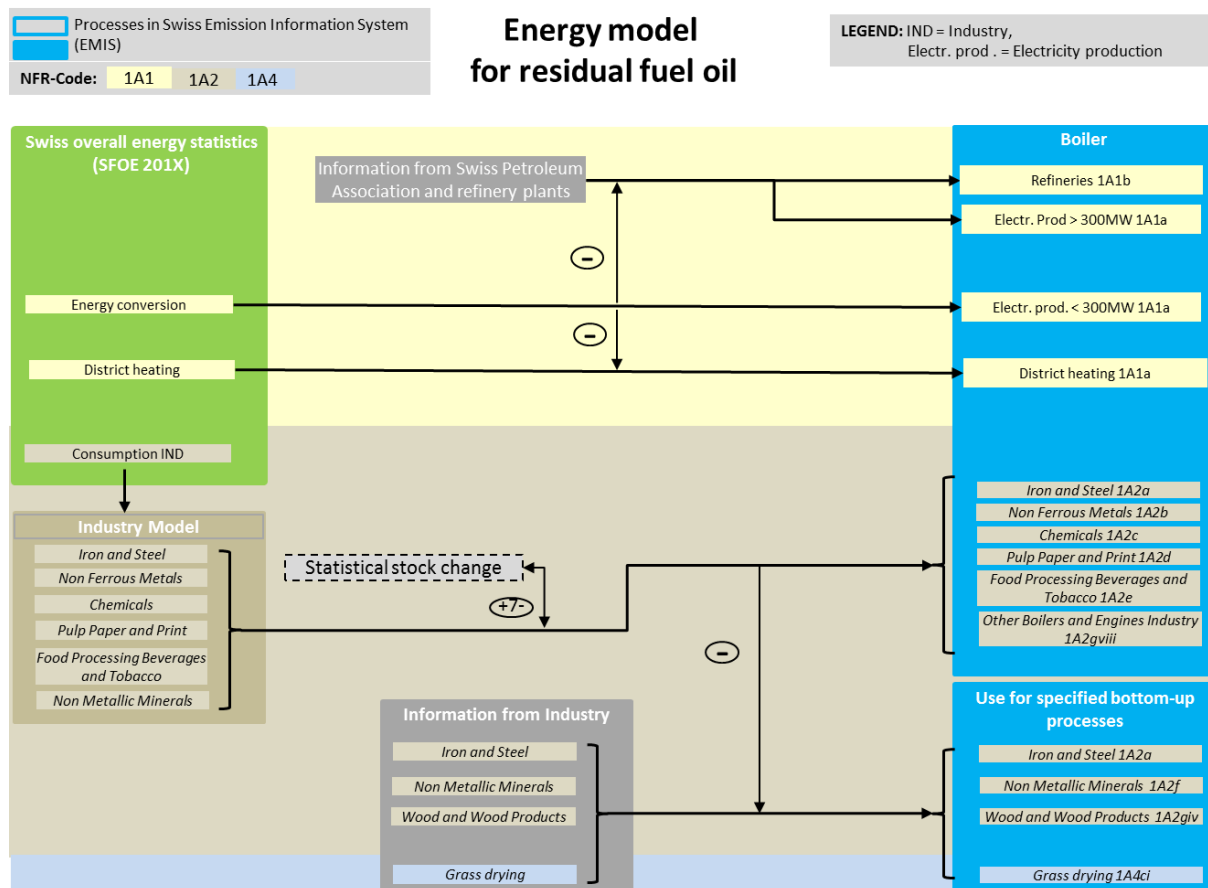 Processes in Swiss Emission Information System
(EMIS)
NFR-Code: 1A1 1A2 1A4
Energy model
for residual fuel oil
LEGEND: IND = Industry,
Electr. prod . = Electricity production
Swiss overall energy statistics
(SFOE 201X)
Energy conversion
District heating
Consumption IND
Information from Swiss Petroleum
Association and refinery plants
-
-
Boiler
Refineries 1A1b
Electr. Prod > 300MW 1A1a
Electr. prod. < 300MW 1A1a
District heating 1A1a
Industry Model
Iron and Steel
Non Ferrous Metals
Chemicals
Pulp Paper and Print
Food Processing Beverages
and Tobacco
Non Metallic Minerals
Statistical stock change
+7-
-
Iron and Steel 1A2a
Non Ferrous Metals 1A2b
Chemicals 1A2c
Pulp Paper and Print 1A2d
Food Processing Beverages and
Tobacco 1A2e
Other Boilers and Engines Industry
1A2gviii
Information from Industry
Iron and Steel
Non Metallic Minerals
Wood and Wood Products
Grass drying
Use for specified bottom-up
processes
Iron and Steel 1A2a
Non Metallic Minerals 1A2f
Wood and Wood Products 1A2giv
Grass drying 1A4ci